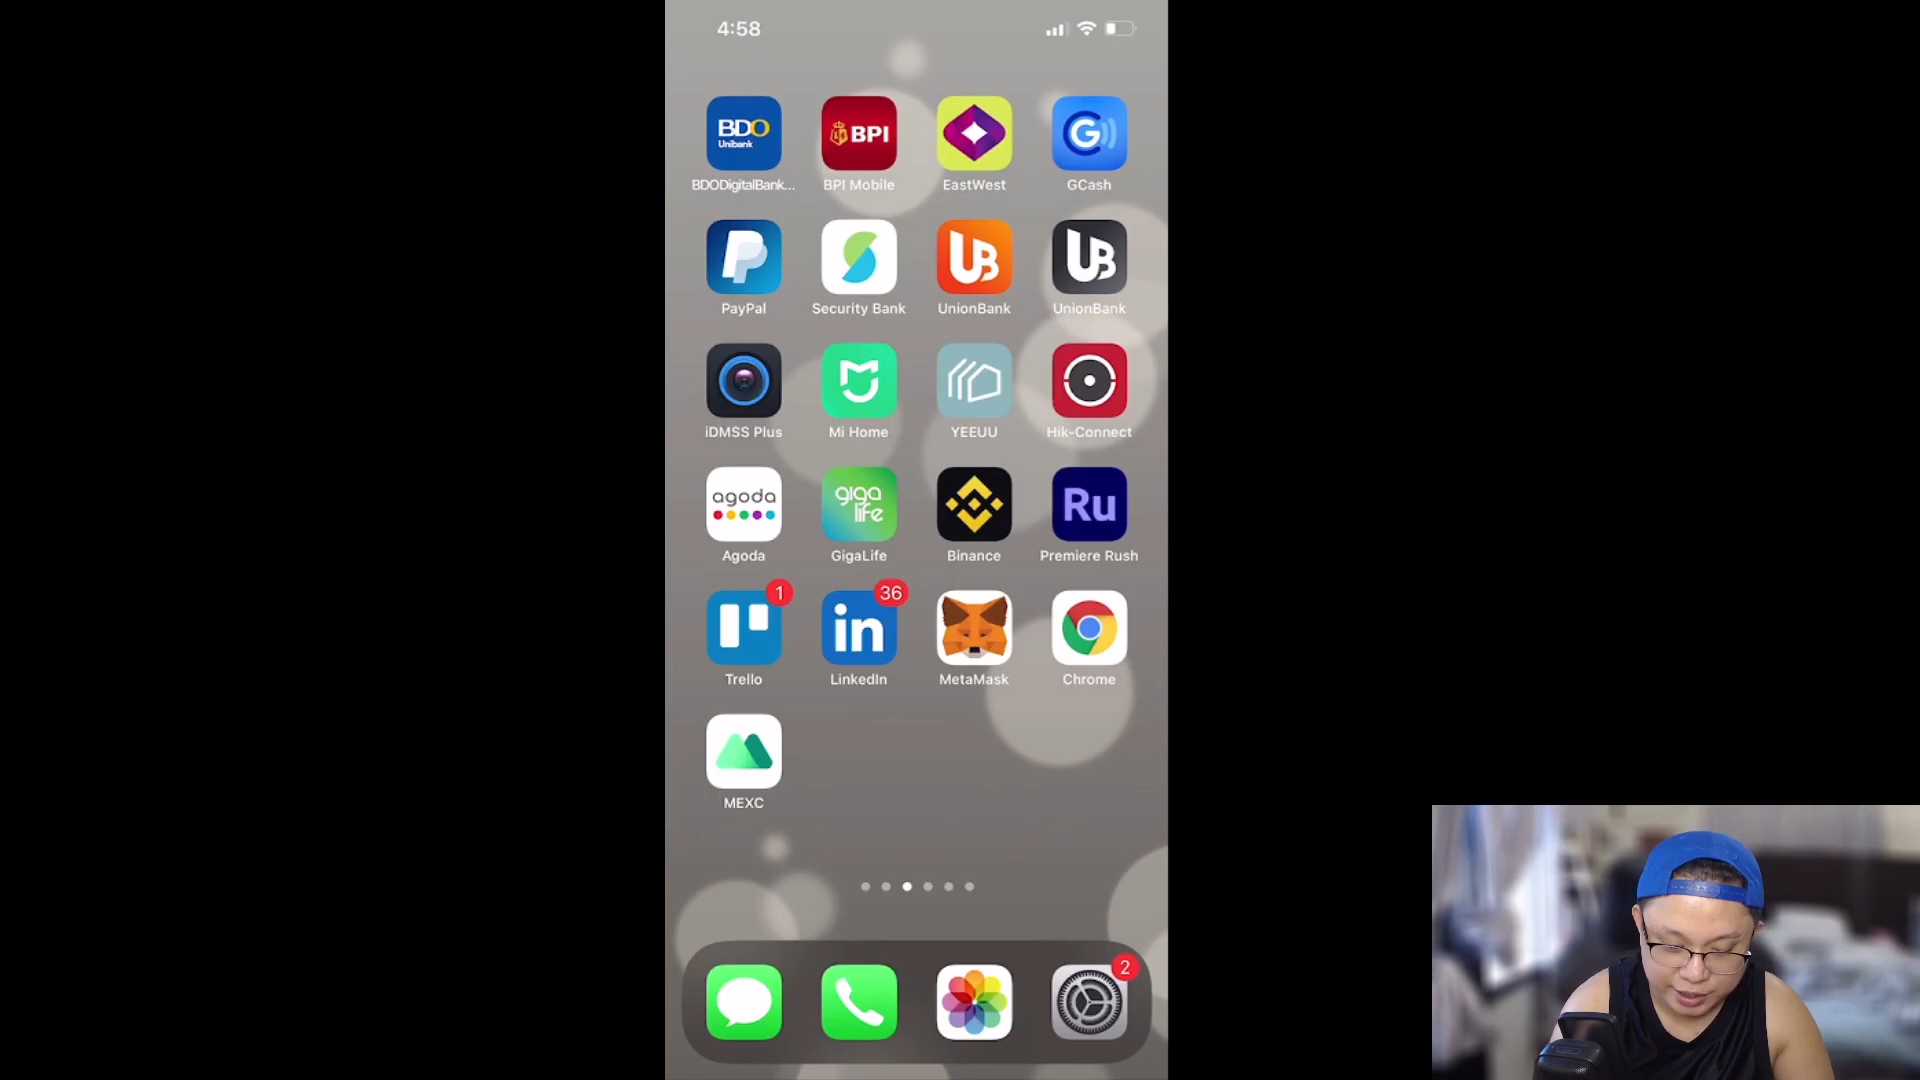 4:58
BDO
Unibank
BPI
G
BDODigitalBank...
BPI Mobile
EastWest
GCash
UB
UB
PayPal
Security Bank
UnionBank
UnionBank
iDMSS Plus
Mi Home
YEEUU
Hik-Connect
agoda
giga
life
Ru
Agoda
GigaLife
Binance
Premiere Rush
1
36
in
Trello
LinkedIn
MetaMask
Chrome
MEXC
2